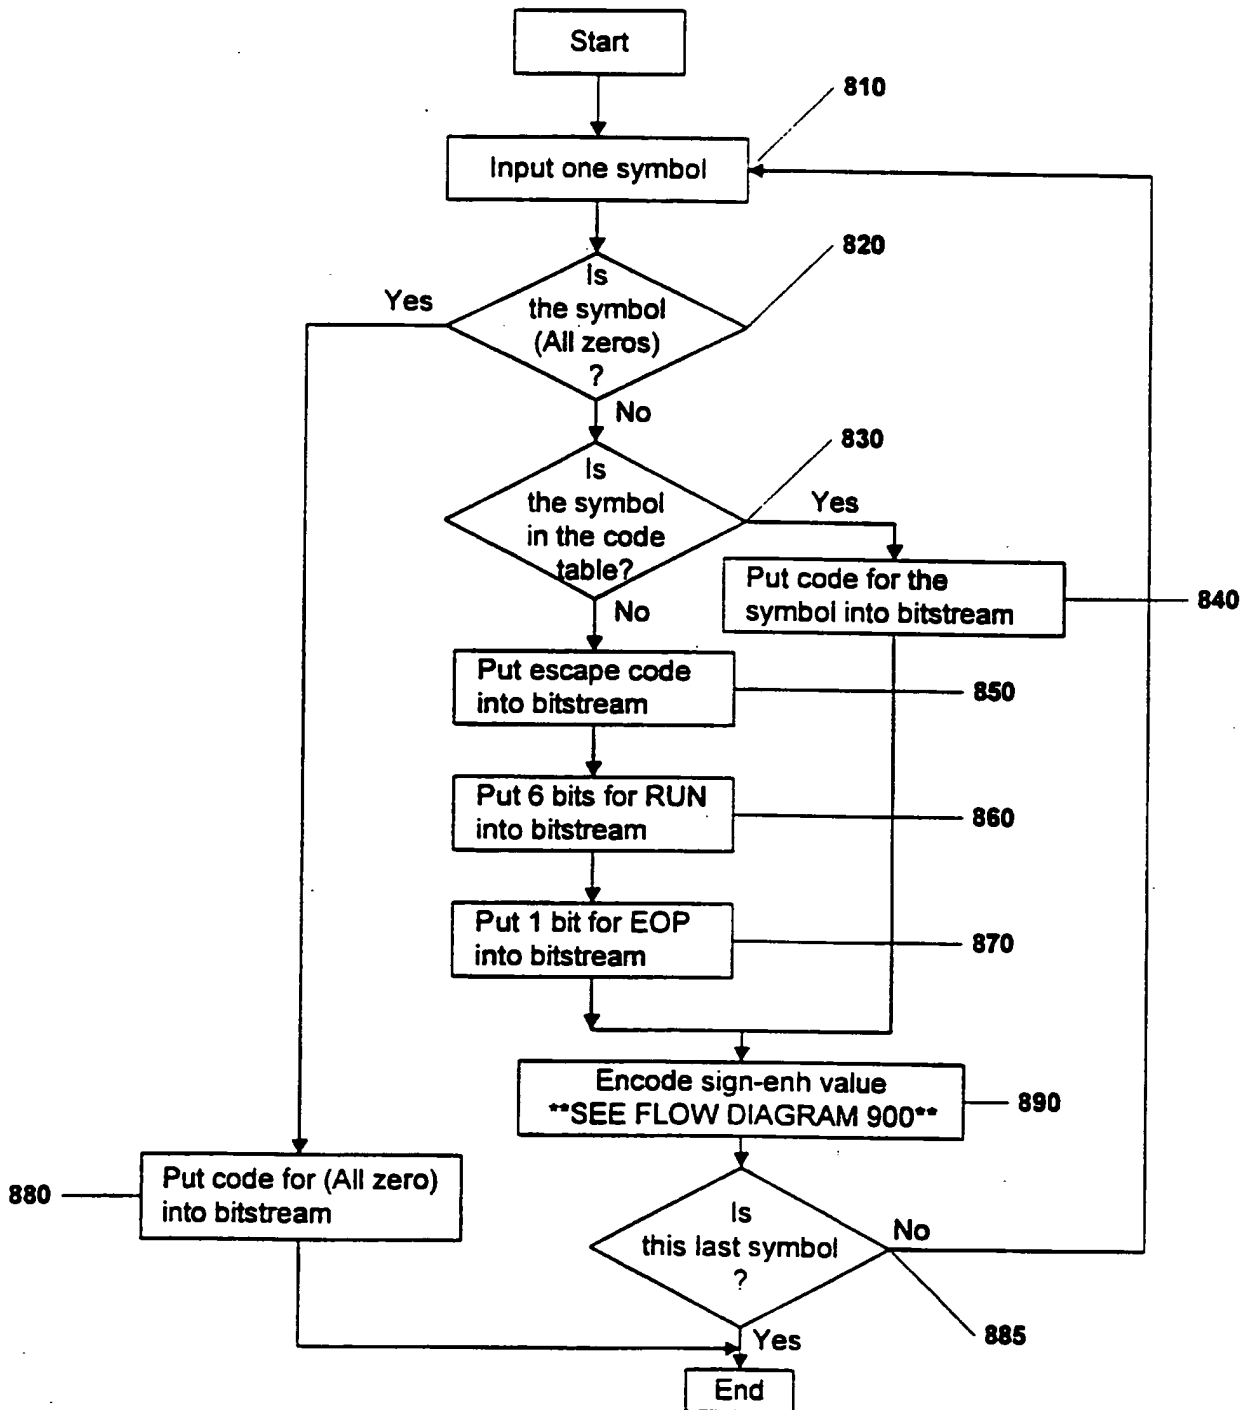 Start
810
Input one symbol
820
Yes
Is
the symbol
(All zeros)
?
No
830
Is
the symbol
in the code
table?
Yes
Put code for the
symbol into bitstream
840
No
Put escape code
into bitstream
850
Put 6 bits for RUN
into bitstream
860
Put 1 bit for EOP
into bitstream
870
Encode sign-enh value
**SEE FLOW DIAGRAM 900**
890
880
Put code for (All zero)
into bitstream
Is
this last symbol
?
No
885
Yes
End